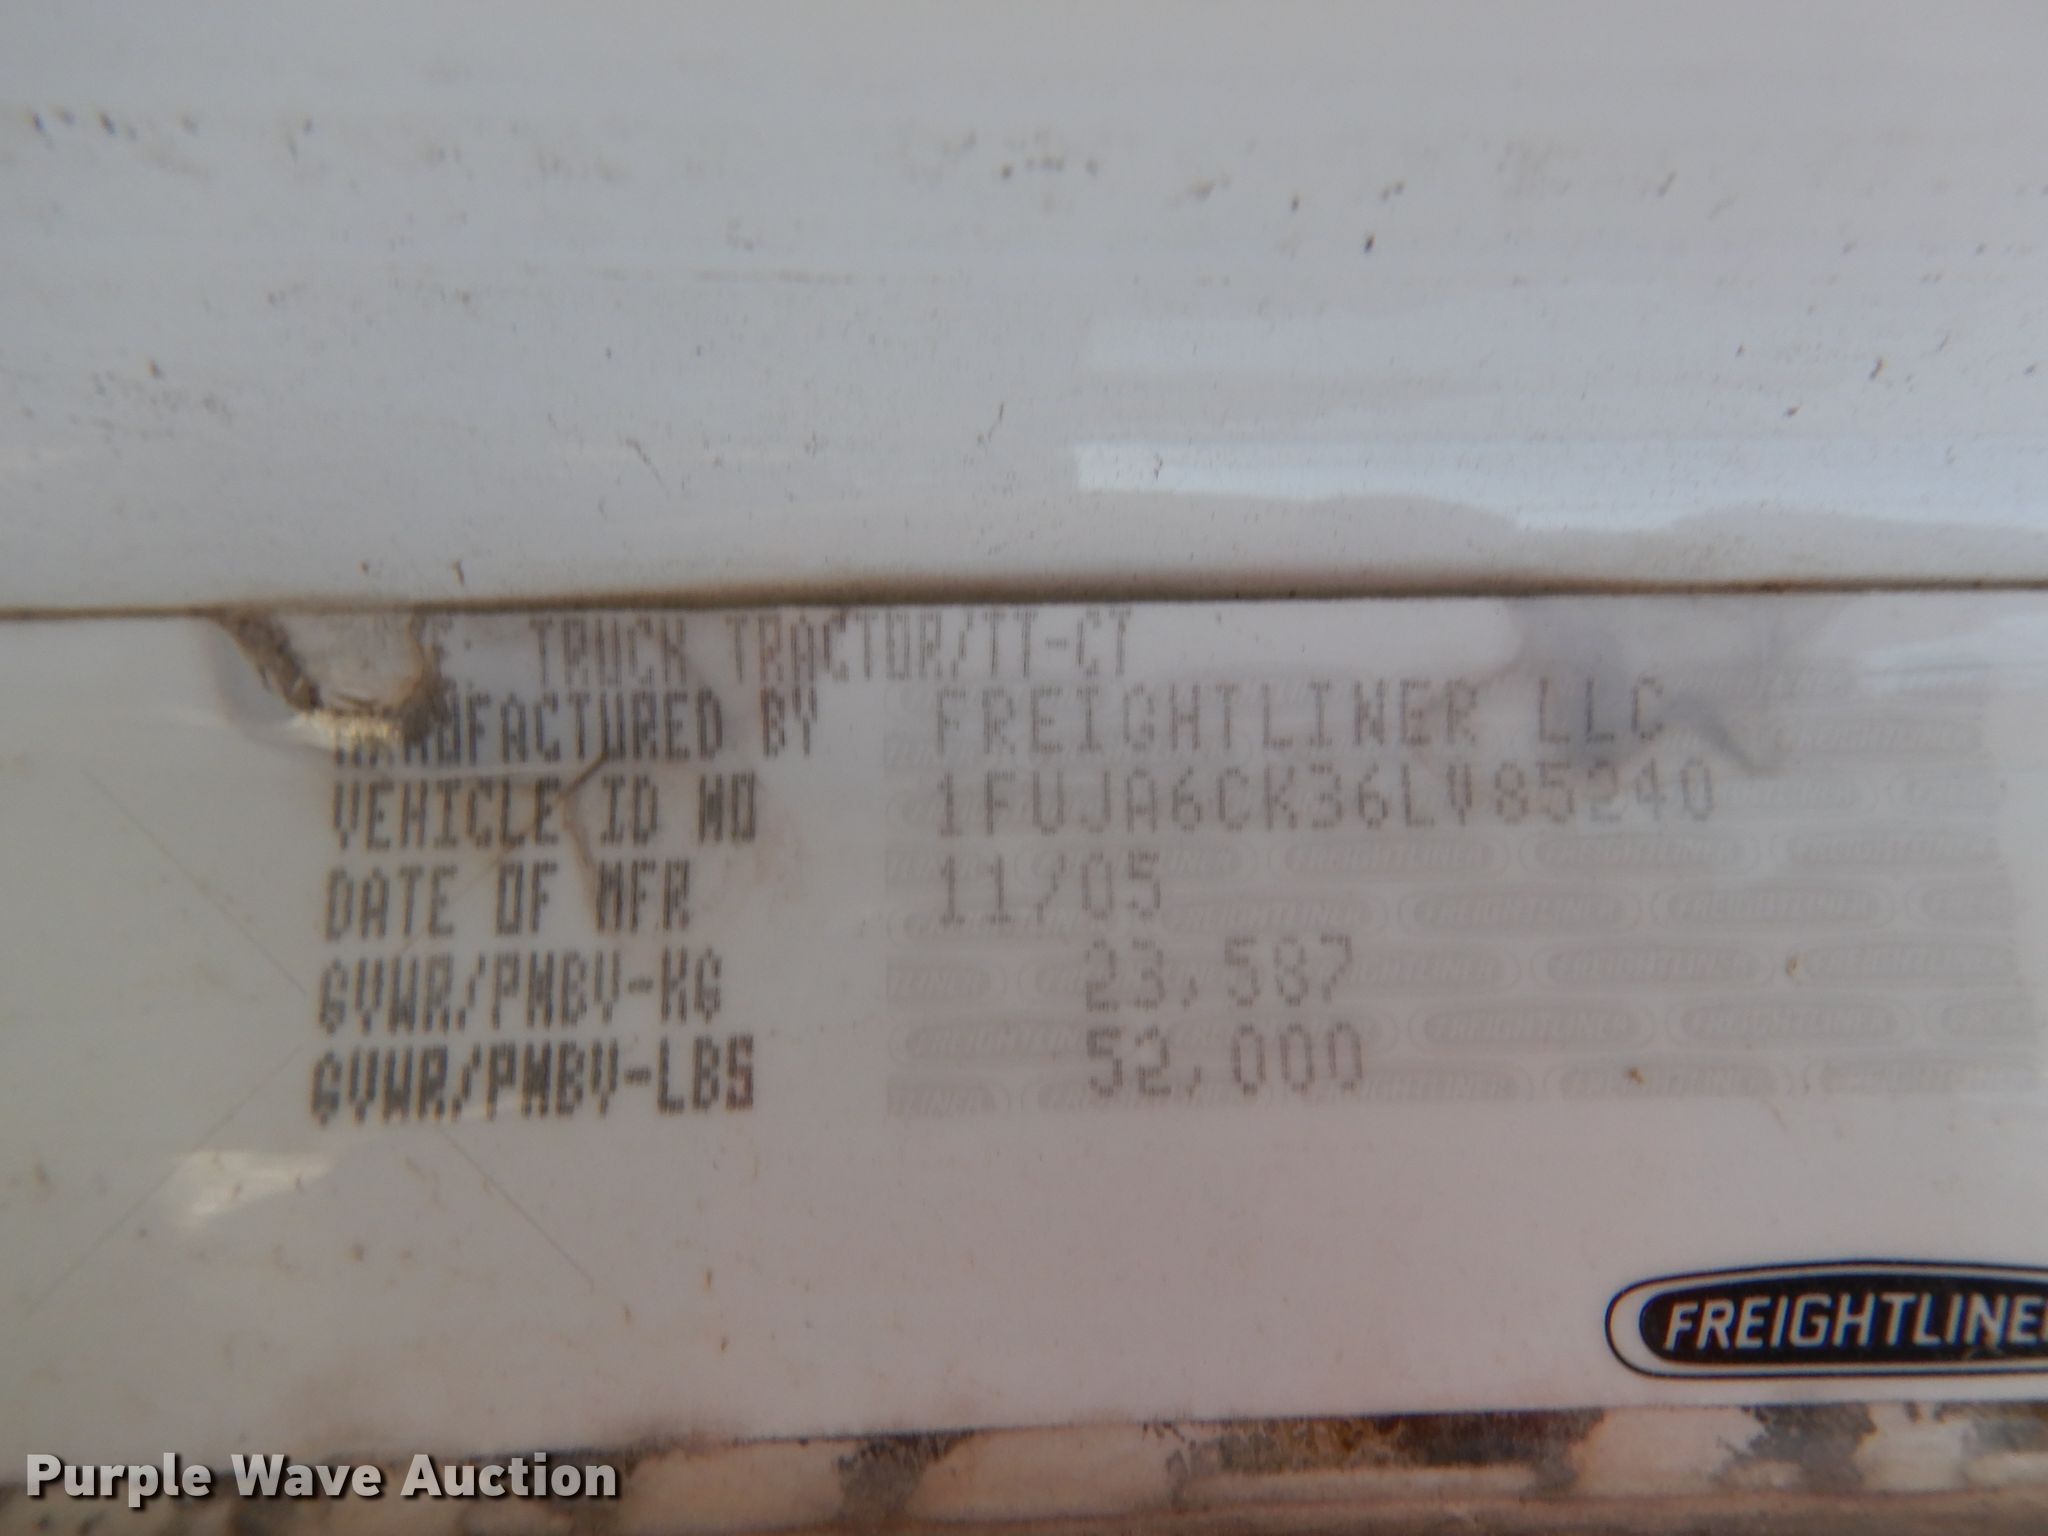 TRUCK TRACTOR/TT-CT
MANUFACTURED BY FREIGHTLINER LLC
VEHICLE ID NO 1FUJA6CK36LV85240
DATE OF MFR 11/05
GVWR/PNBV-KG 23,587
GVWR/PNBV-LBS 52,000
FREIGHTLINER
Purple Wave Auction